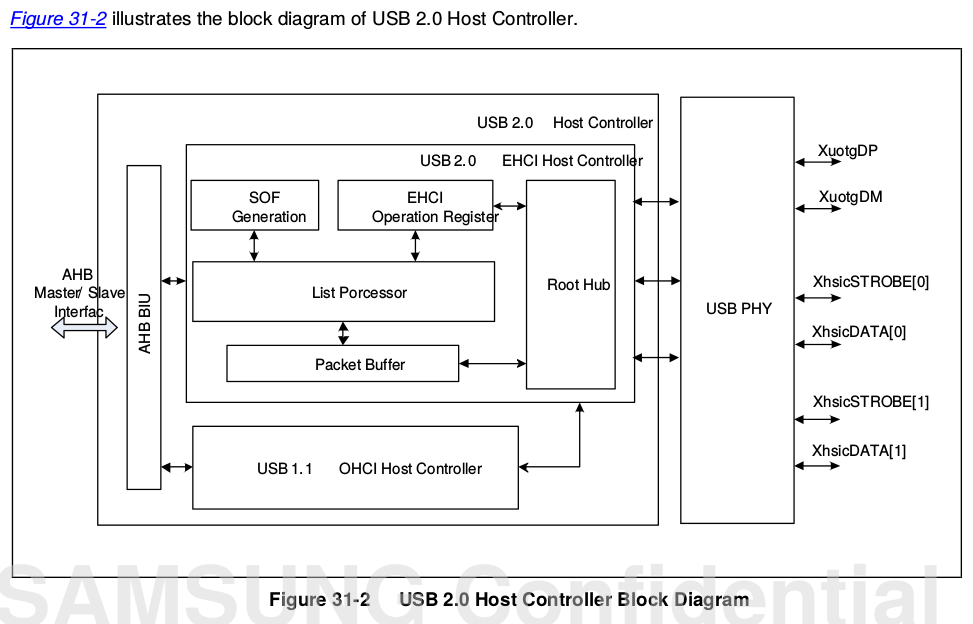 Figure 31-2 illustrates the block diagram of USB 2.0 Host Controller.
USB 2.0 Host Controller
USB 2.0 EHCI Host Controller
SOF
Generation
EHCI
Operation Register
Root Hub
List Porcessor
Packet Buffer
USB 1.1 OHCI Host Controller
AHB BIU
AHB
Master/ Slave
Interfac
USB PHY
XuotgDP
XuotgDM
XhsicSTROBE[0]
XhsicDATA[0]
XhsicSTROBE[1]
XhsicDATA[1]
SAMSUNG Confidential
Figure 31-2 USB 2.0 Host Controller Block Diagram